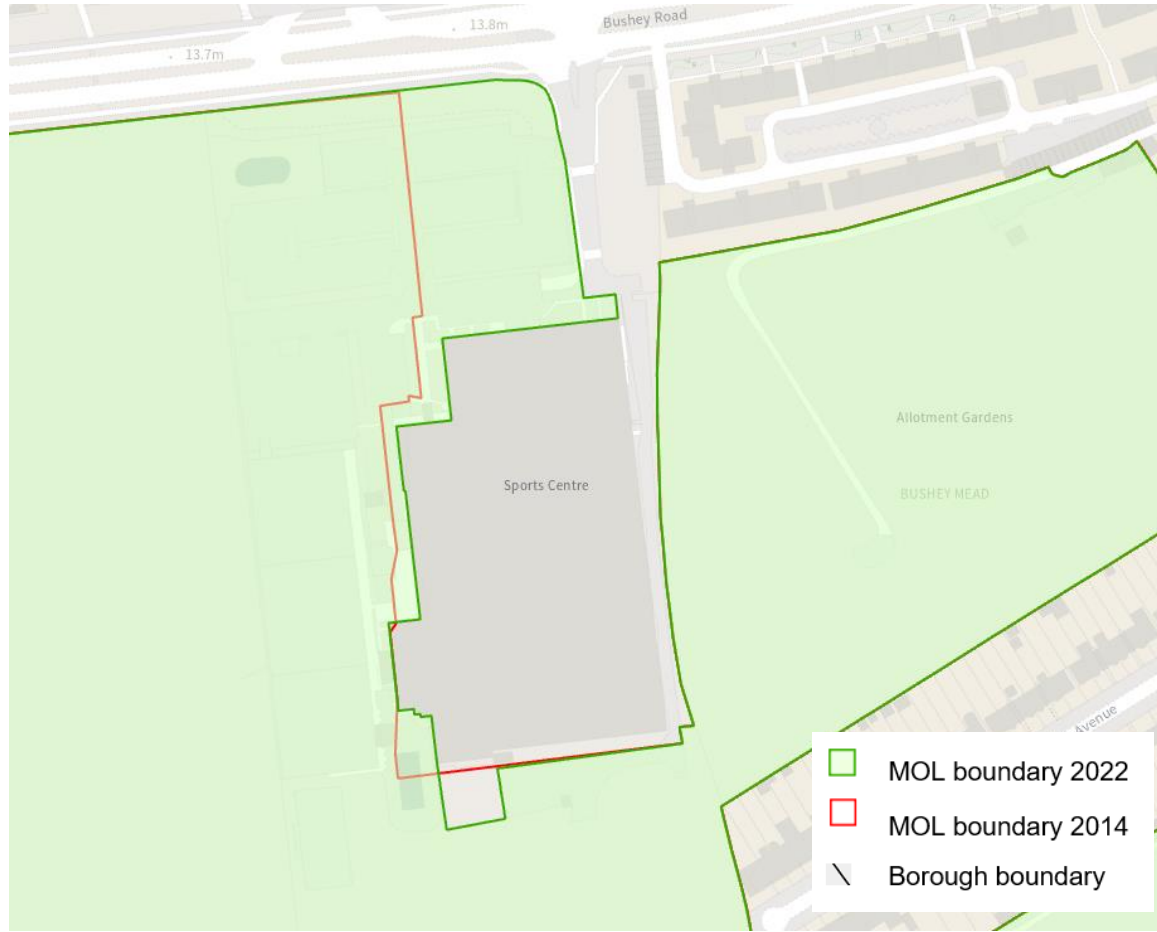 Bushey Road
13.8m
13.7m
Allotment Gardens
Sports Centre
BUSHEY MEAD
Avenue
MOL boundary 2022
MOL boundary 2014
Borough boundary